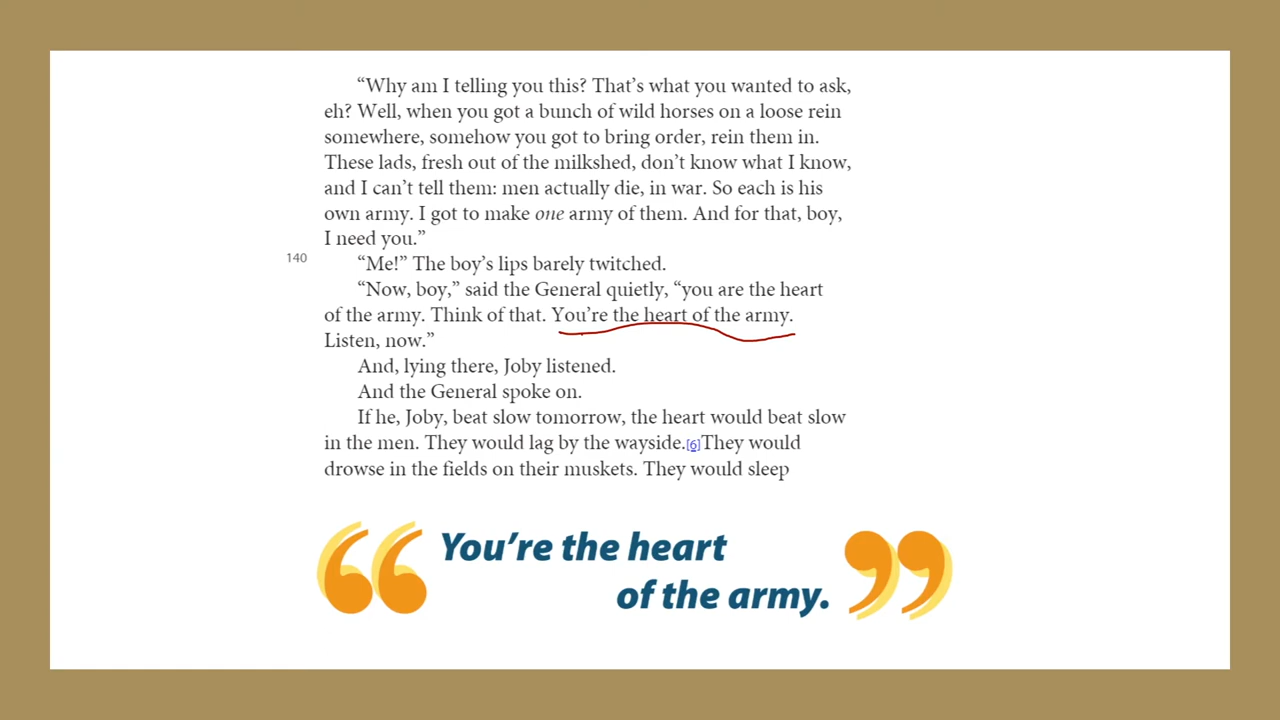 “Why am I telling you this? That’s what you wanted to ask,
eh? Well, when you got a bunch of wild horses on a loose rein
somewhere, somehow you got to bring order, rein them in.
These lads, fresh out of the milkshed, don’t know what I know,
and I can’t tell them: men actually die, in war. So each is his
own army. I got to make one army of them. And for that, boy,
I need you.”
140
“Me!” The boy’s lips barely twitched.
“Now, boy,” said the General quietly, “you are the heart
of the army. Think of that. You’re the heart of the army.
Listen, now.”
And, lying there, Joby listened.
And the General spoke on.
If he, Joby, beat slow tomorrow, the heart would beat slow
in the men. They would lag by the wayside.[6]They would
drowse in the fields on their muskets. They would sleep
“You’re the heart
of the army.”